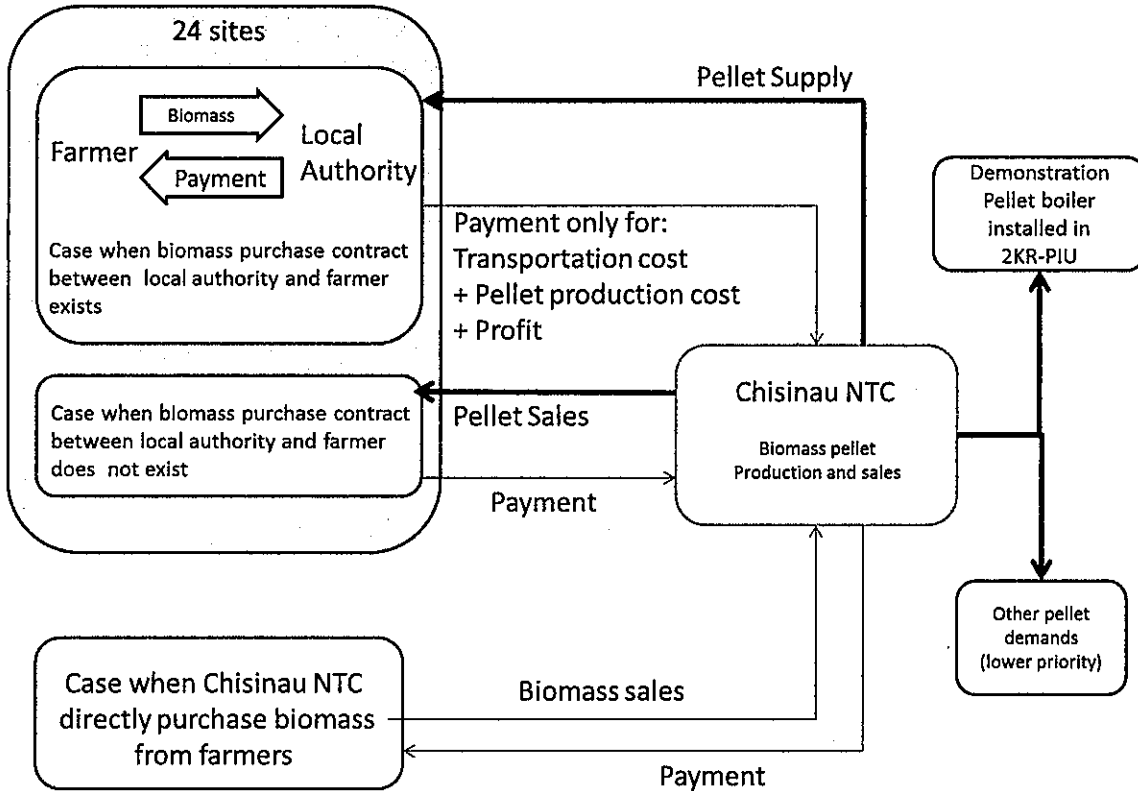 24 sites
Biomass
Farmer
Local
Authority
Payment
Case when biomass purchase contract
between local authority and farmer
exists
Pellet Supply
Payment only for:
Transportation cost
+ Pellet production cost
+ Profit
Demonstration
Pellet boiler
installed in
2KR-PIU
Case when biomass purchase contract
between local authority and farmer
does not exist
Pellet Sales
Payment
Chisinau NTC
Biomass pellet
Production and sales
Other pellet
demands
(lower priority)
Case when Chisinau NTC
directly purchase biomass
from farmers
Biomass sales
Payment